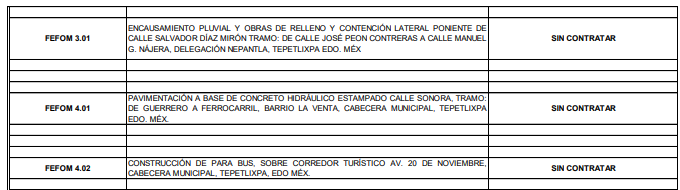 ENCAUSAMIENTO PLUVIAL Y OBRAS DE RELLENO Y CONTENCIÓN LATERAL PONIENTE DE
FEFOM 3.01 CALLE SALVADOR DÍAZ MIRÓN TRAMO: DE CALLE JOSÉ PEON CONTRERAS A CALLE MANUEL SIN CONTRATAR
G. NÁJERA, DELEGACIÓN NEPANTLA, TEPETLIXPA EDO. MÉX
PAVIMENTACIÓN A BASE DE CONCRETO HIDRÁULICO ESTAMPADO CALLE SONORA, TRAMO:
FEFOM 4.01 DE GUERRERO A FERROCARRIL, BARRIO LA VENTA, CABECERA MUNICIPAL, TEPETLIXPA SIN CONTRATAR
EDO. MÉX.
FEFOM 4.02 CONSTRUCCIÓN DE PARA BUS, SOBRE CORREDOR TURÍSTICO AV. 20 DE NOVIEMBRE, SIN CONTRATAR
CABECERA MUNICIPAL, TEPETLIXPA, EDO MÉX.